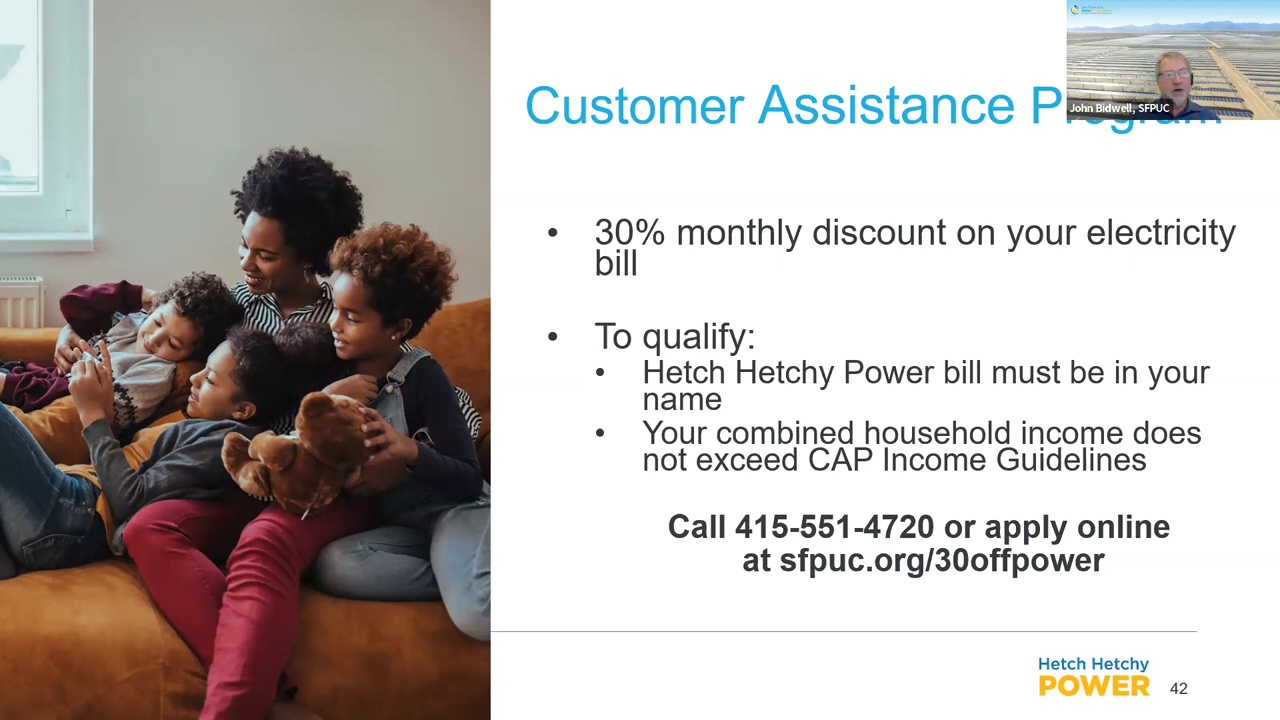 Customer Assistance Program
John Bidwell, SFPUC
• 30% monthly discount on your electricity
bill
• To qualify:
• Hetch Hetchy Power bill must be in your
name
• Your combined household income does
not exceed CAP Income Guidelines
Call 415-551-4720 or apply online
at sfpuc.org/30offpower
Hetch Hetchy
POWER
42